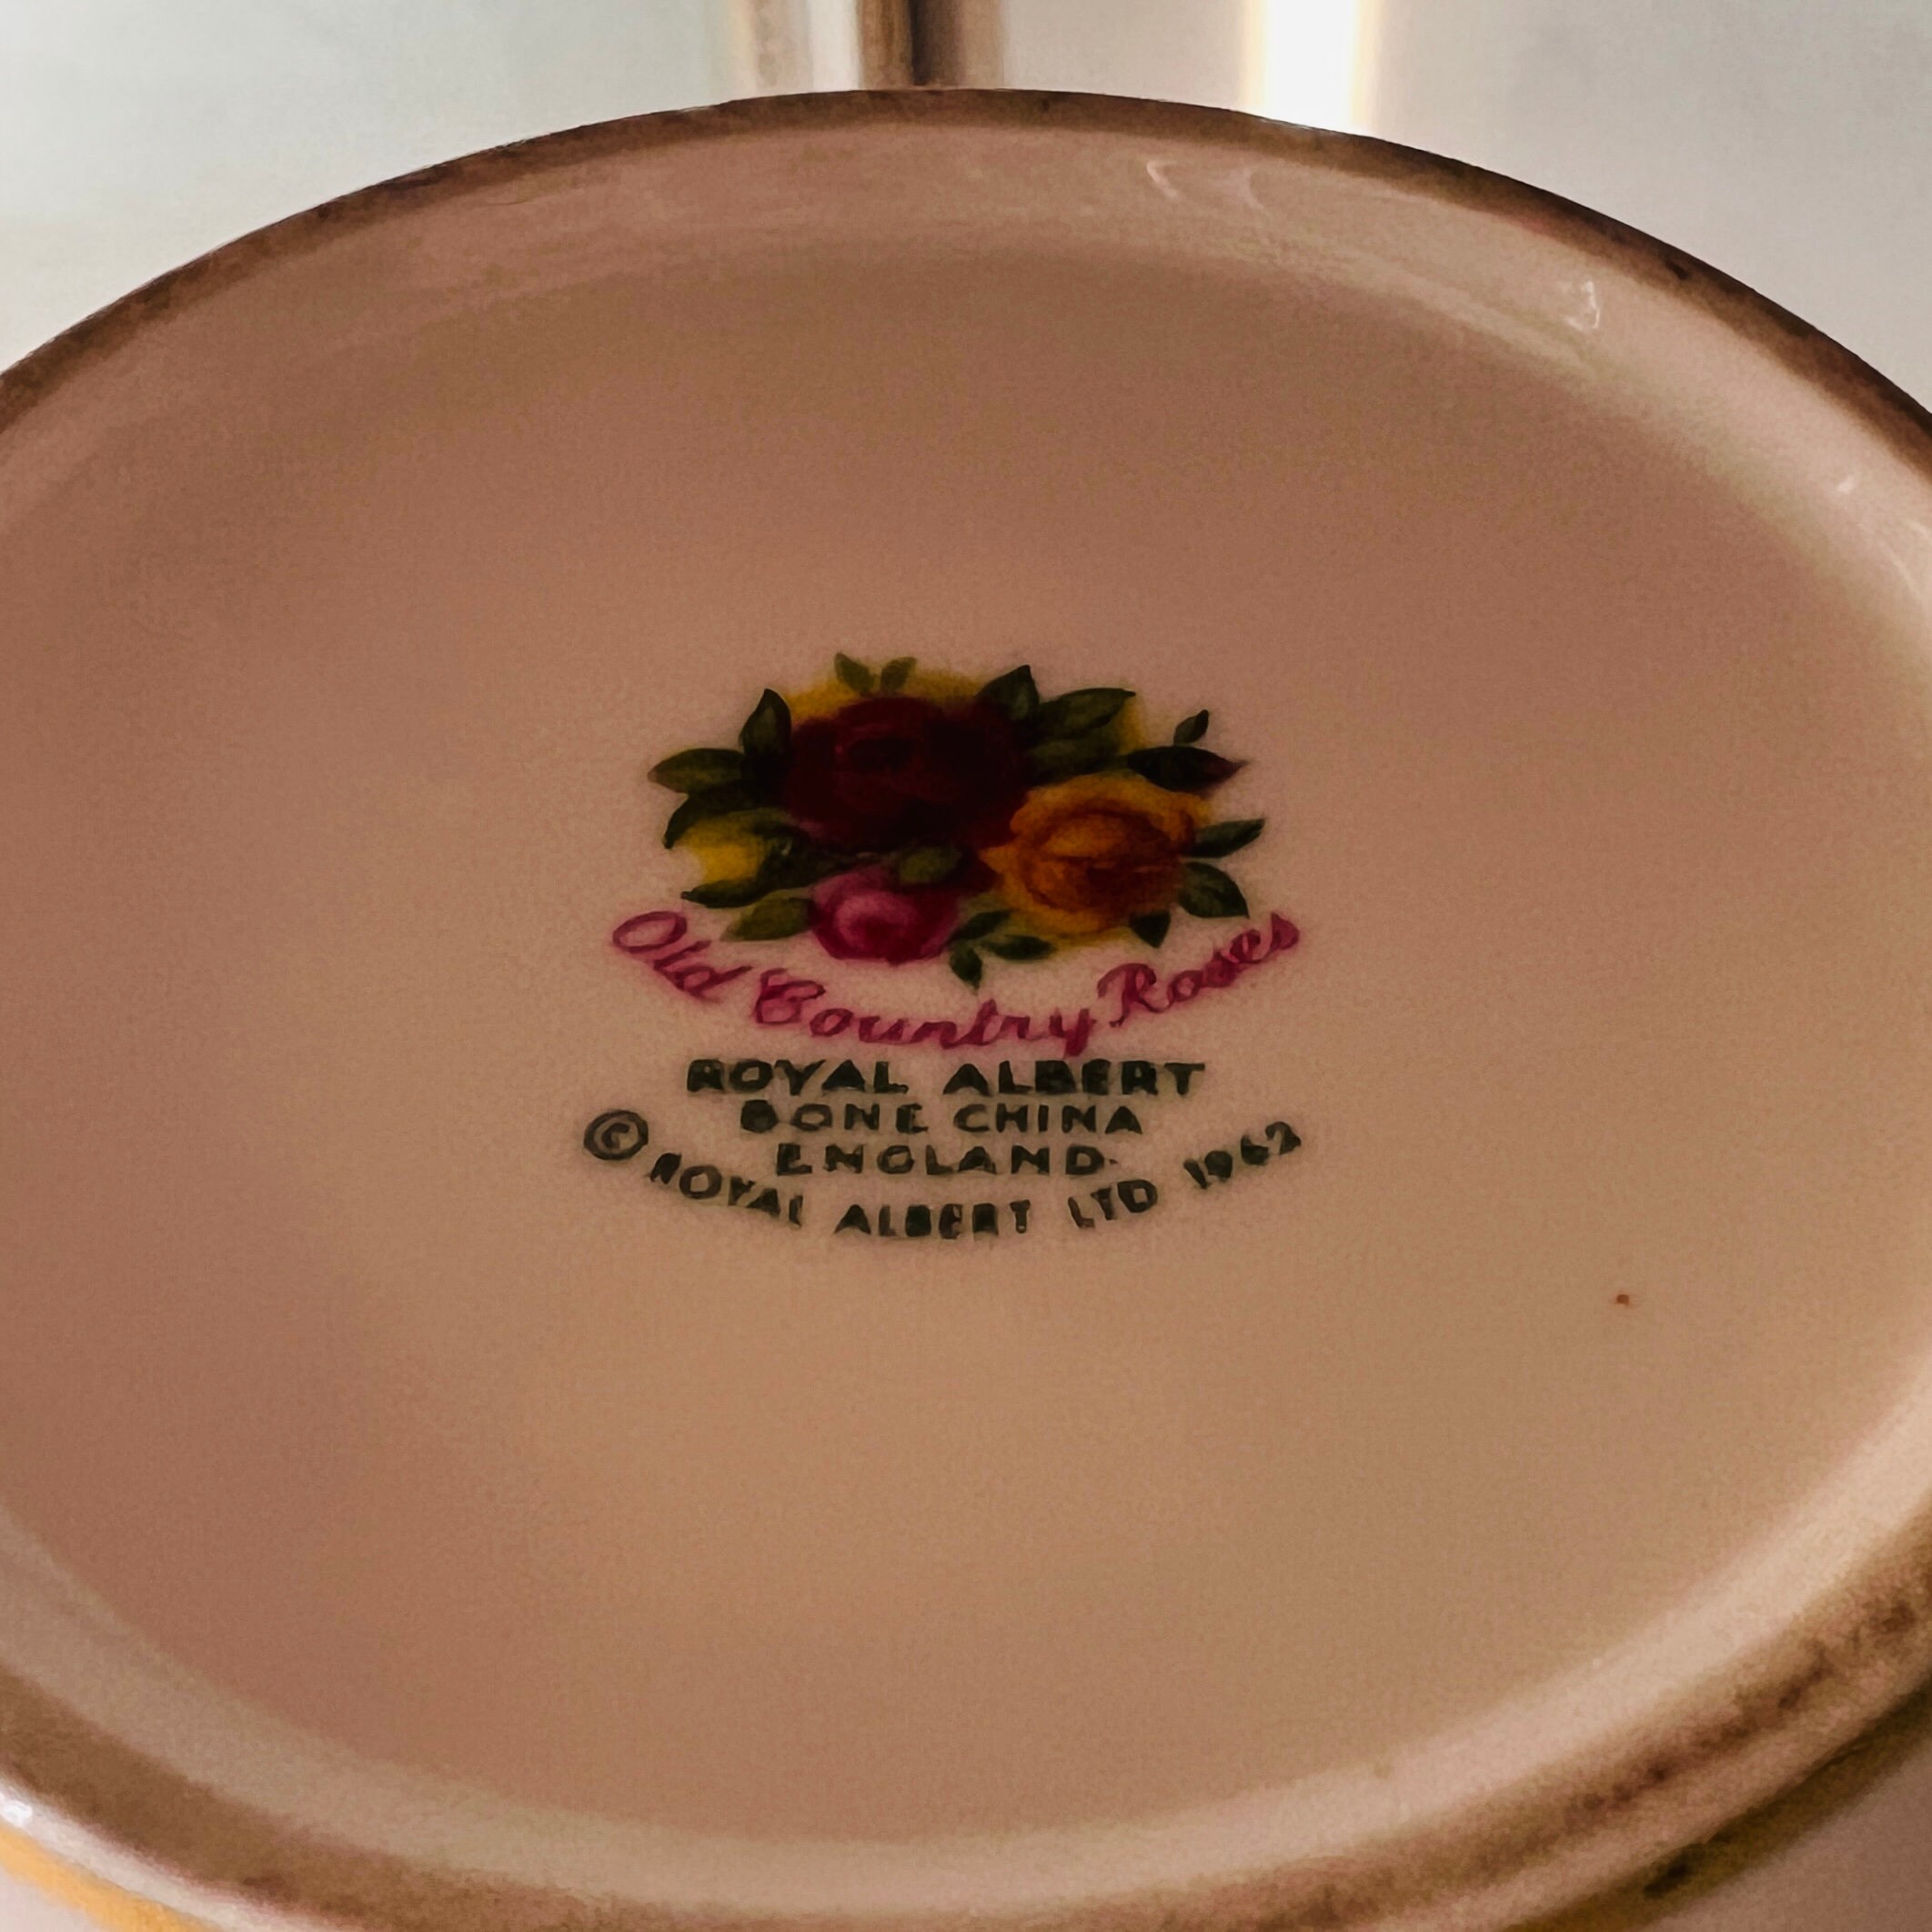 Old Country Roses
ROYAL ALBERT
BONE CHINA
ENGLAND
© ROYAL ALBERT LTD 1962